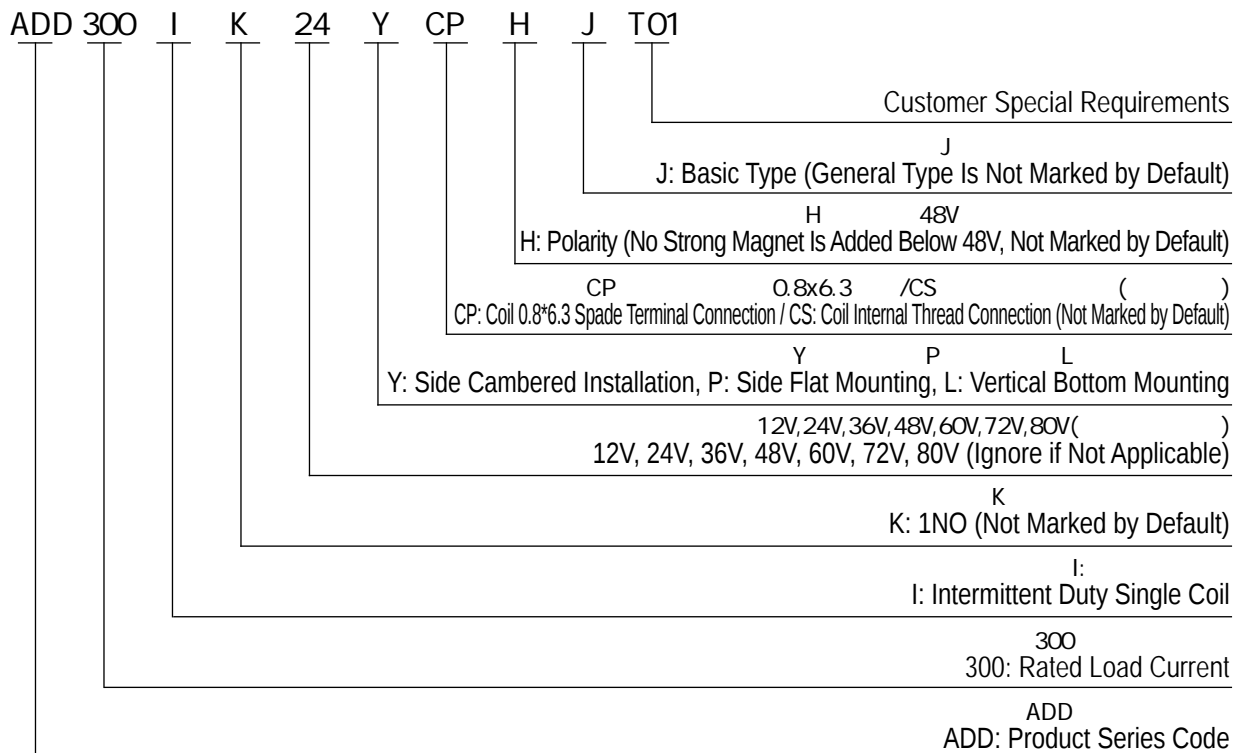 ADD 300 I K 24 Y CP H J T01
Customer Special Requirements
J
J: Basic Type (General Type Is Not Marked by Default)
H 48V
H: Polarity (No Strong Magnet Is Added Below 48V, Not Marked by Default)
CP 0.8x6.3 /CS ( )
CP: Coil 0.8*6.3 Spade Terminal Connection / CS: Coil Internal Thread Connection (Not Marked by Default)
Y P L
Y: Side Cambered Installation, P: Side Flat Mounting, L: Vertical Bottom Mounting
12V,24V,36V,48V,60V,72V,80V( )
12V, 24V, 36V, 48V, 60V, 72V, 80V (Ignore if Not Applicable)
K
K: 1NO (Not Marked by Default)
I:
I: Intermittent Duty Single Coil
300
300: Rated Load Current
ADD
ADD: Product Series Code